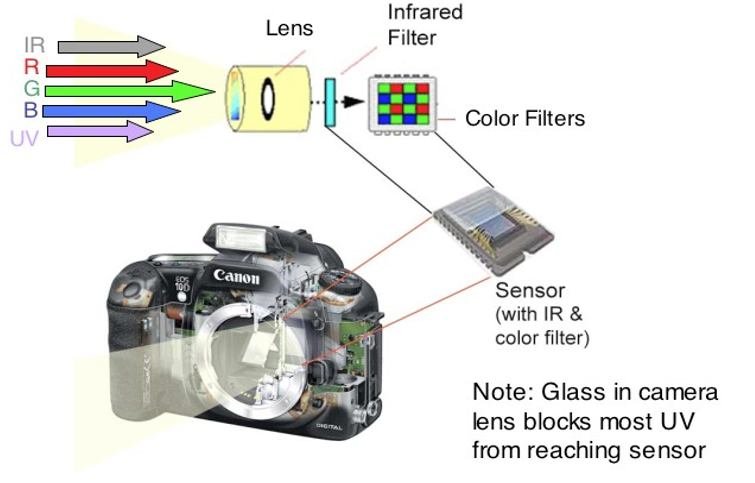 Lens
Infrared
Filter
IR
R
G
B
UV
Color Filters
Canon
EOS
10D
DIGITAL
Sensor
(with IR &
color filter)
Note: Glass in camera
lens blocks most UV
from reaching sensor